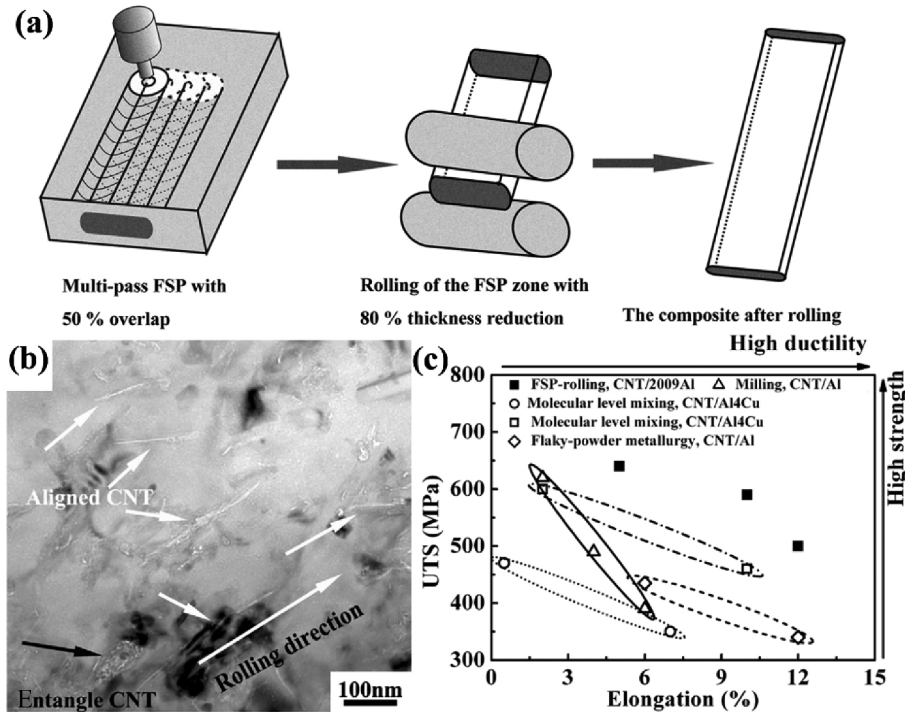 (a)
Multi-pass FSP with
50 % overlap
Rolling of the FSP zone with
80 % thickness reduction
The composite after rolling
(b)
Aligned CNT
Rolling direction
Entangle CNT
100nm
(c)
High ductility
High strength
800
700
600
500
400
300
UTS (MPa)
FSP-rolling, CNT/2009Al
Milling, CNT/Al
Molecular level mixing, CNT/Al4Cu
Molecular level mixing, CNT/Al4Cu
Flaky-powder metallurgy, CNT/Al
0 3 6 9 12 15
Elongation (%)